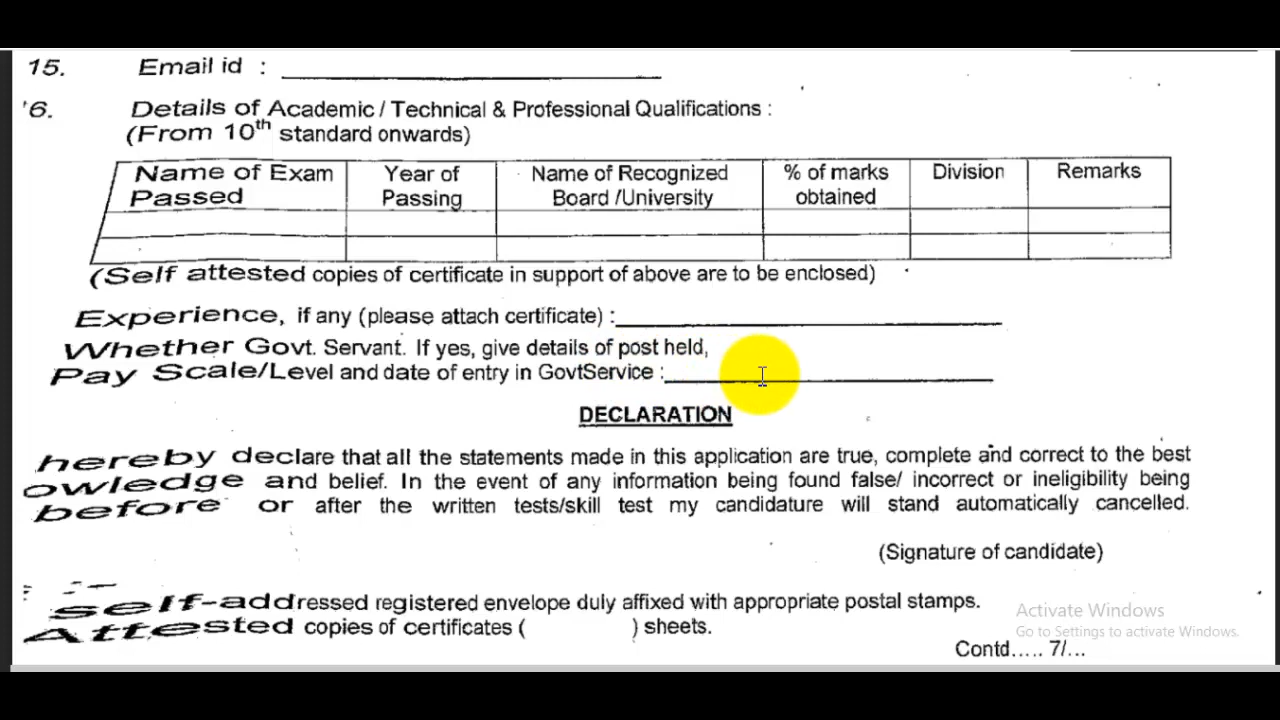 15. Email id :
'6. Details of Academic / Technical & Professional Qualifications :
(From 10th standard onwards)
Name of Exam Passed Year of Passing Name of Recognized Board /University % of marks obtained Division Remarks
(Self attested copies of certificate in support of above are to be enclosed)
Experience, if any (please attach certificate) :
Whether Govt. Servant. If yes, give details of post held,
Pay Scale/Level and date of entry in GovtService :
DECLARATION
hereby declare that all the statements made in this application are true, complete and correct to the best
owledge and belief. In the event of any information being found false/ incorrect or ineligibility being
before or after the written tests/skill test my candidature will stand automatically cancelled.
(Signature of candidate)
self-addressed registered envelope duly affixed with appropriate postal stamps.
Attested copies of certificates ( ) sheets.
Contd..... 7/...
Activate Windows
Go to Settings to activate Windows.